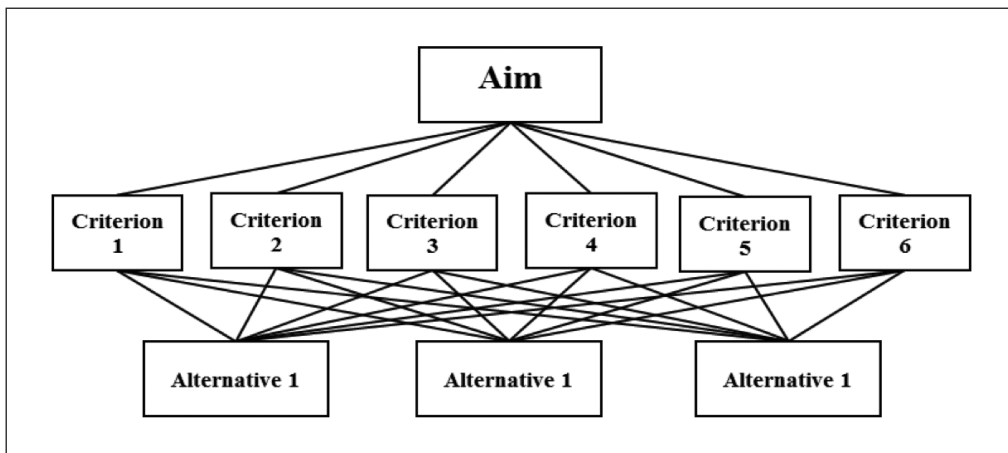 Aim
Criterion
1
Criterion
2
Criterion
3
Criterion
4
Criterion
5
Criterion
6
Alternative 1
Alternative 1
Alternative 1